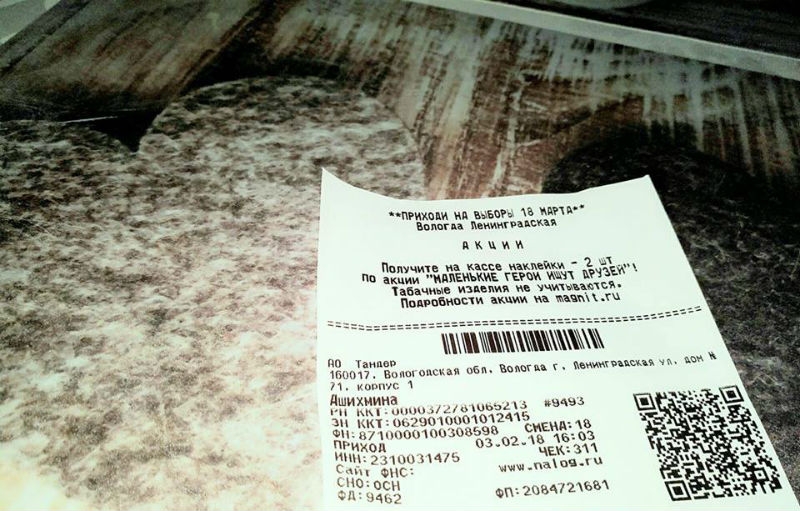 **ПРИХОДИ НА ВЫБОРЫ 18 МАРТА**
Вологда Ленинградская
АКЦИИ
Получите на кассе наклейки - 2 шт
по акции "МАЛЕНЬКИЕ ГЕРОИ ИЩУТ ДРУЗЕЙ"!
Табачные изделия не учитываются.
Подробности акции на magnit.ru
АО Тандер
160017. Вологодская обл. Вологда г. Ленинградская ул. дом №
71. корпус 1
Ашихмина #9493
РН ККТ:0000372781065213
ЗН ККТ:0629010001012415
ФН:8710000100308598 СМЕНА:18
ПРИХОД 03.02.18 16:03
ИНН:2310031475 ЧЕК:311
Сайт ФНС: www.nalog.ru
СНО:ОСН
ФД:9462 ФП:2084721681